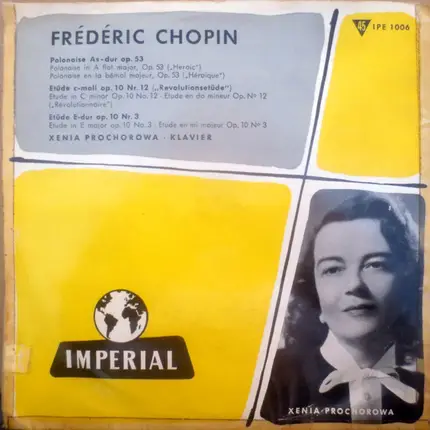 FRÉDÉRIC CHOPIN
45
IPE 1006
Polonaise As-dur op. 53
Polonaise in A flat major, Op. 53 („Heroic")
Polonaise en la bémol majeur, Op. 53 („Héroïque")
Etüde c-moll op. 10 Nr. 12 („Revolutionsetüde")
Etude in C minor Op. 10 No. 12 · Etude en do mineur Op. Nº 12
(„Révolutionnaire")
Etüde E-dur op. 10 Nr. 3
Etude in E major op. 10 No. 3 · Etude en mi majeur Op. 10 Nº 3
XENIA PROCHOROWA · KLAVIER
IMPERIAL
XENIA·PROCHOROWA